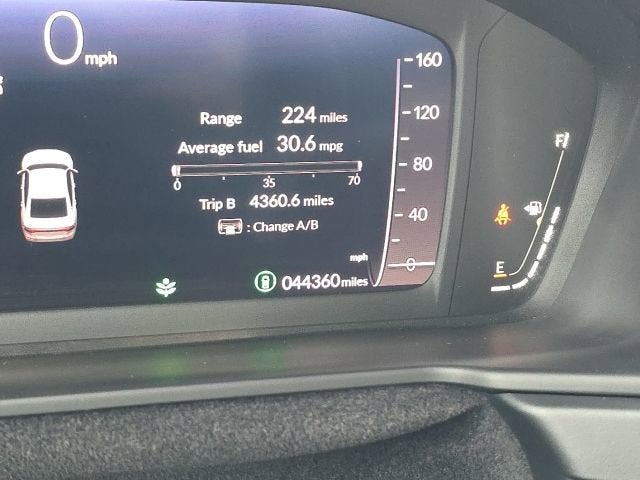 0 mph
160
Range 224 miles
120
F
Average fuel 30.6 mpg
80
0 35 70
Trip B 4360.6 miles
40
: Change A/B
mph
0
E
044360 miles